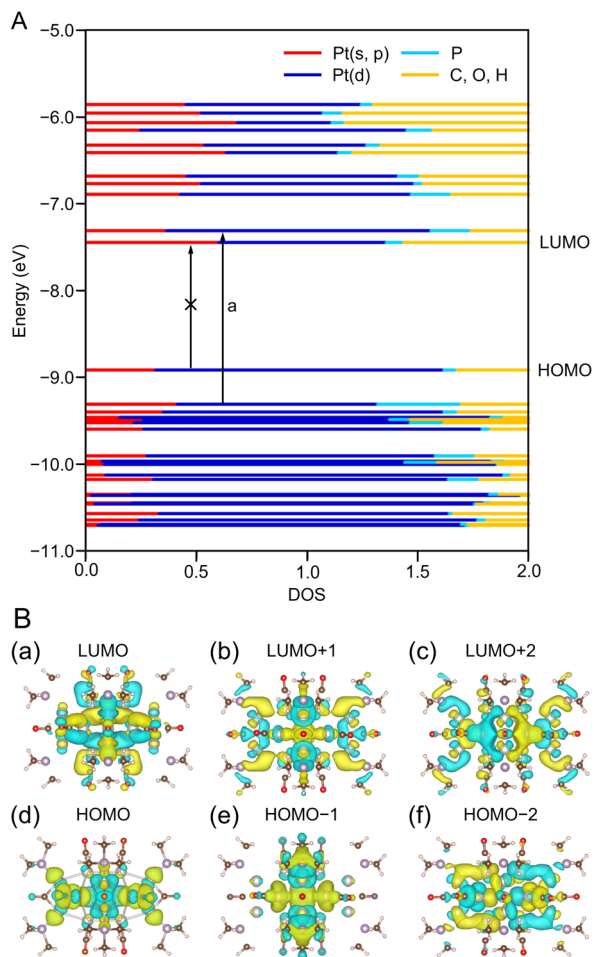 A
−5.0
Pt(s, p)
P
Pt(d)
C, O, H
−6.0
−7.0
LUMO
Energy (eV)
−8.0
a
HOMO
−9.0
−10.0
−11.0
0.0 0.5 1.0 1.5 2.0
DOS
B
(a) LUMO (b) LUMO+1 (c) LUMO+2
(d) HOMO (e) HOMO−1 (f) HOMO−2